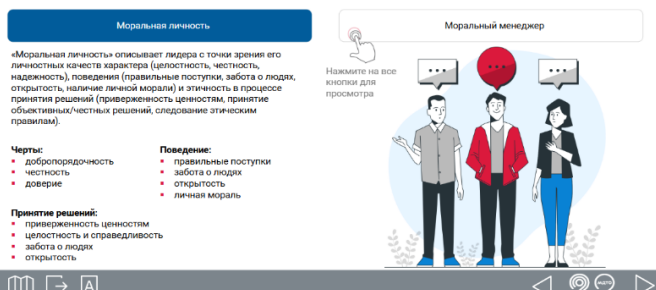 Моральная личность
Моральный менеджер
«Моральная личность» описывает лидера с точки зрения его
личностных качеств характера (целостность, честность,
надежность), поведения (правильные поступки, забота о людях,
открытость, наличие личной морали) и этичность в процессе
принятия решений (приверженность ценностям, принятие
объективных/честных решений, следование этическим
правилам).
Нажмите на все
кнопки для
просмотра
Черты:
▪ добропорядочность
▪ честность
▪ доверие
Поведение:
▪ правильные поступки
▪ забота о людях
▪ открытость
▪ личная мораль
Принятие решений:
▪ приверженность ценностям
▪ целостность и справедливость
▪ забота о людях
▪ открытость
A